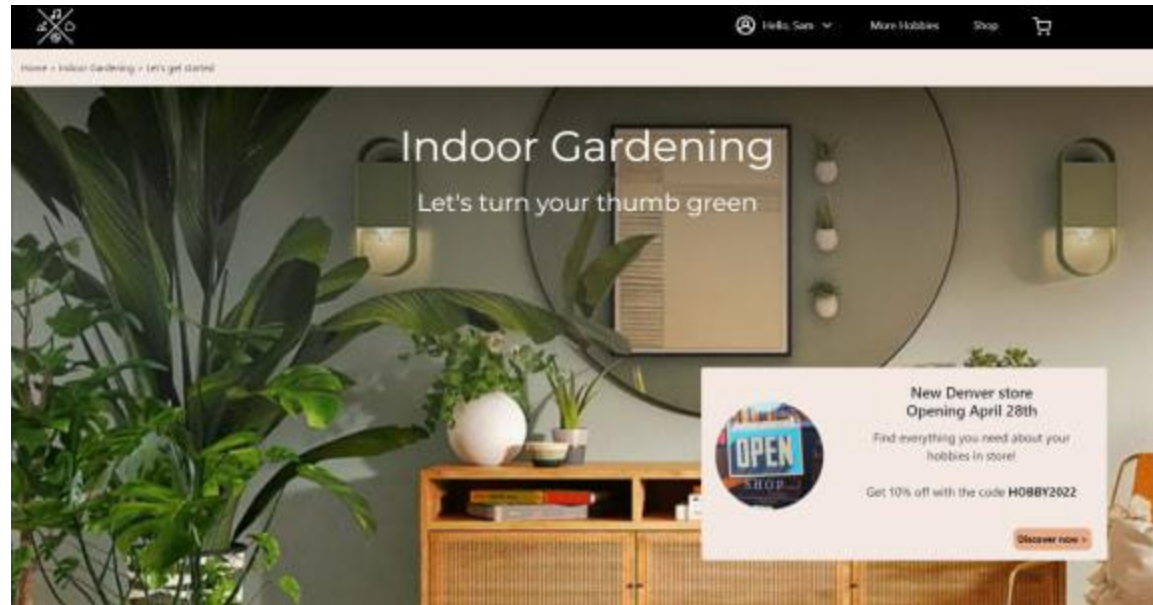 Hello, Sam
More Hobbies
Shop
Home > Indoor Gardening > Let's get started
Indoor Gardening
Let's turn your thumb green
New Denver store
Opening April 28th
Find everything you need about your
hobbies in store!
Get 10% off with the code HOBBY2022
OPEN
SHOP
Discover now >